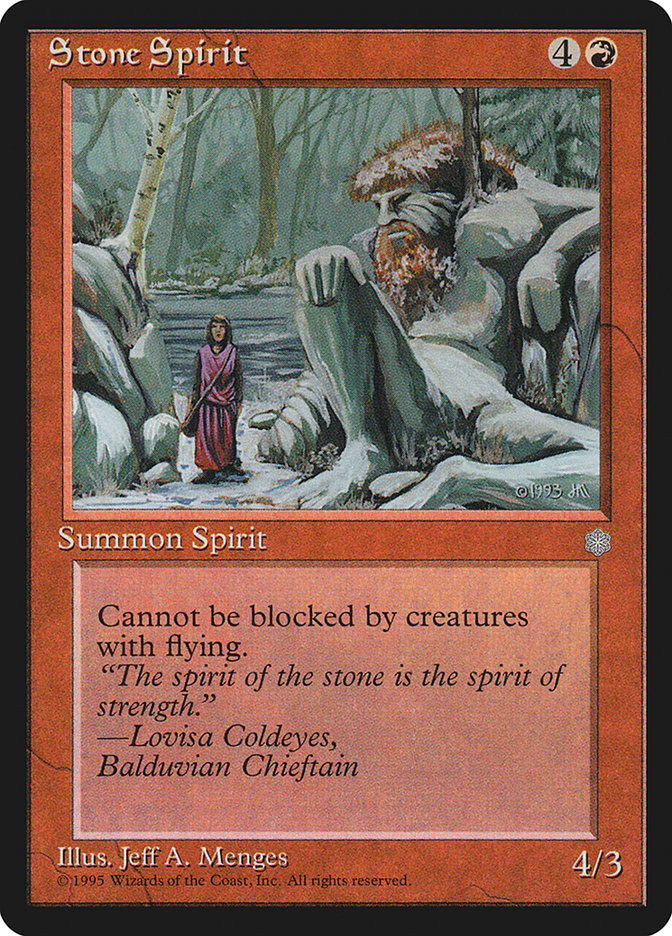 Stone Spirit 4
©1993 JAM
Summon Spirit
Cannot be blocked by creatures
with flying.
“The spirit of the stone is the spirit of
strength.”
—Lovisa Coldeyes,
Balduvian Chieftain
Illus. Jeff A. Menges
4/3
©1995 Wizards of the Coast, Inc. All rights reserved.